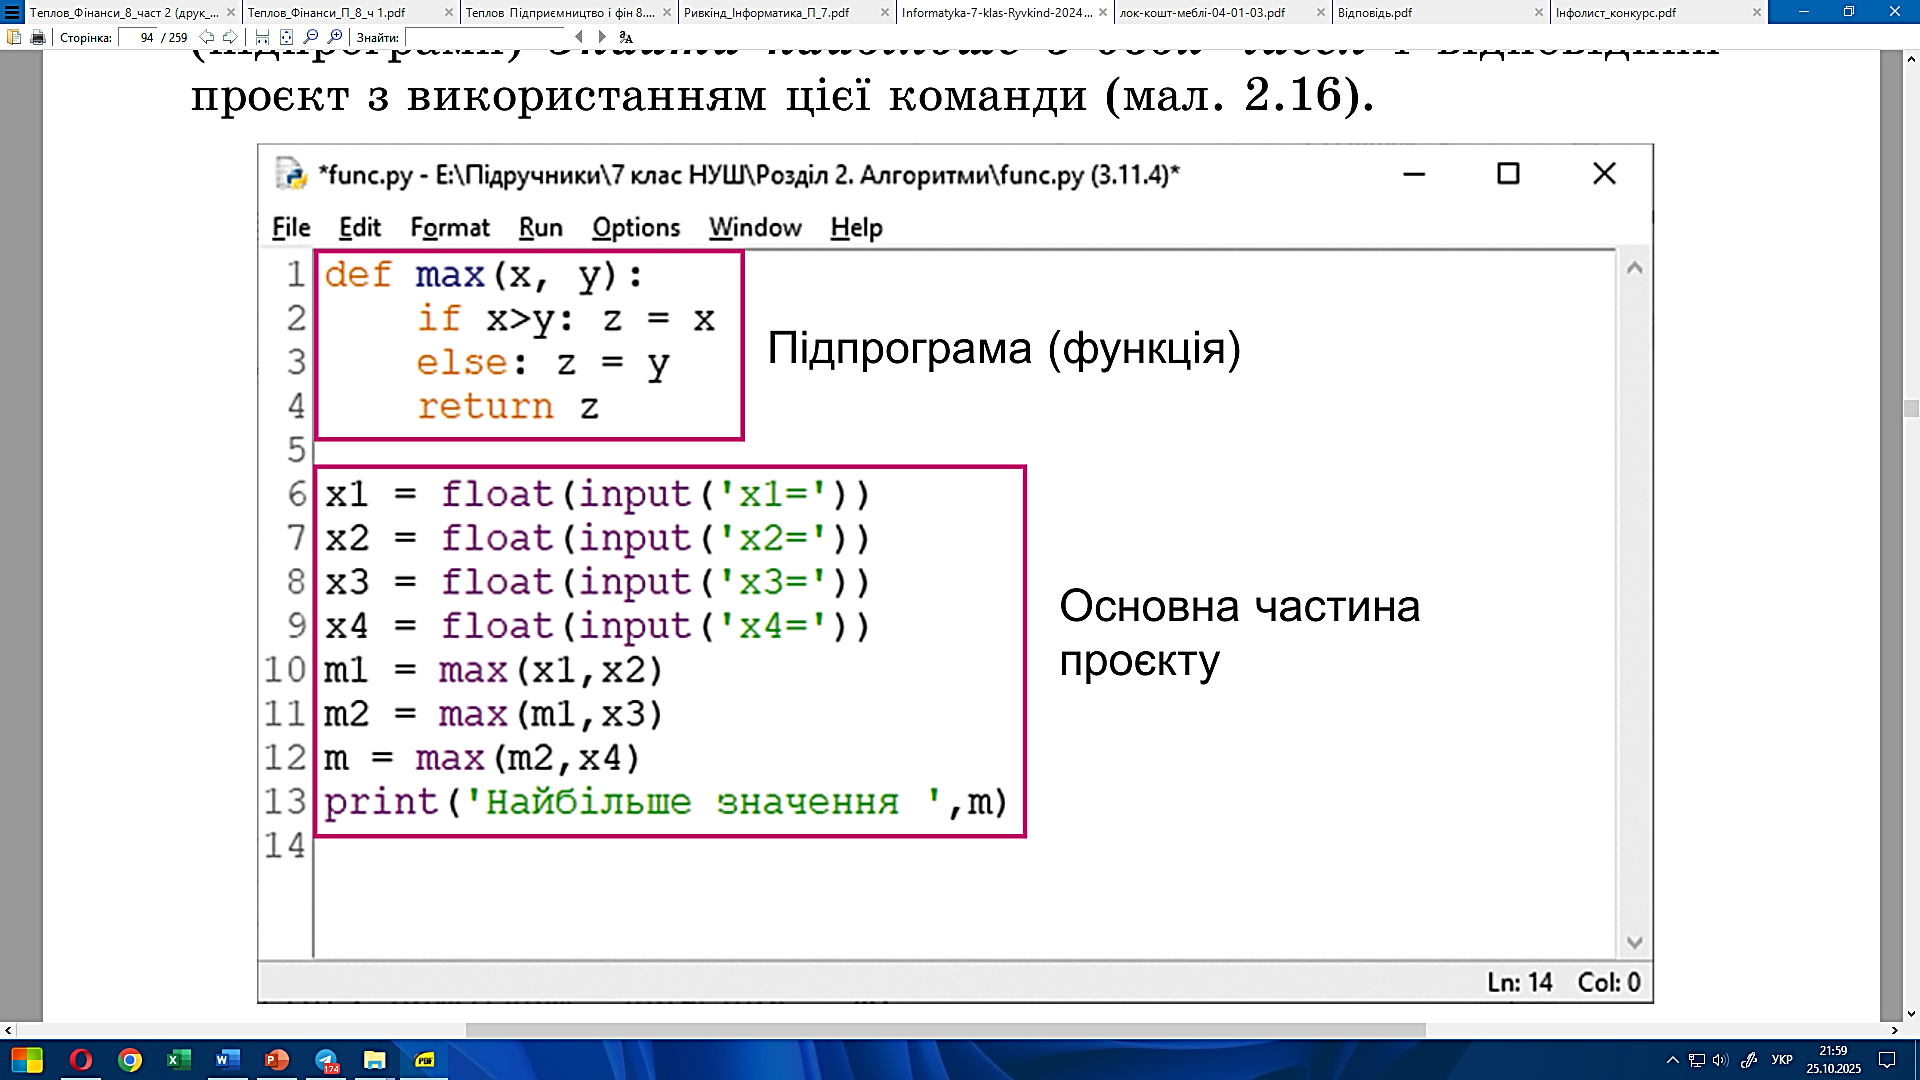 Теплов_Фінанси_8_част 2 (друк_...
Теплов_Фінанси_П_8_ч 1.pdf
Теплов Підприємництво і фін 8....
Ривкінд_Інформатика_П_7.pdf
Informatyka-7-klas-Ryvkind-2024...
лок-кошт-меблі-04-01-03.pdf
Відповідь.pdf
Інфолист_конкурс.pdf
Сторінка: 94 / 259 Знайти:
(підпрограми) Знайти найбільше з двох чисел і відповідний
проєкт з використанням цієї команди (мал. 2.16).
*func.py - E:\Підручники\7 клас НУШ\Розділ 2. Алгоритми\func.py (3.11.4)*
File Edit Format Run Options Window Help
1 def max(x, y):
2 if x>y: z = x
3 else: z = y
4 return z
5
Підпрограма (функція)
6 x1 = float(input('x1='))
7 x2 = float(input('x2='))
8 x3 = float(input('x3='))
9 x4 = float(input('x4='))
10 m1 = max(x1,x2)
11 m2 = max(m1,x3)
12 m = max(m2,x4)
13 print('Найбільше значення ',m)
14
Основна частина
проєкту
Ln: 14 Col: 0
174
УКР
21:59
25.10.2025